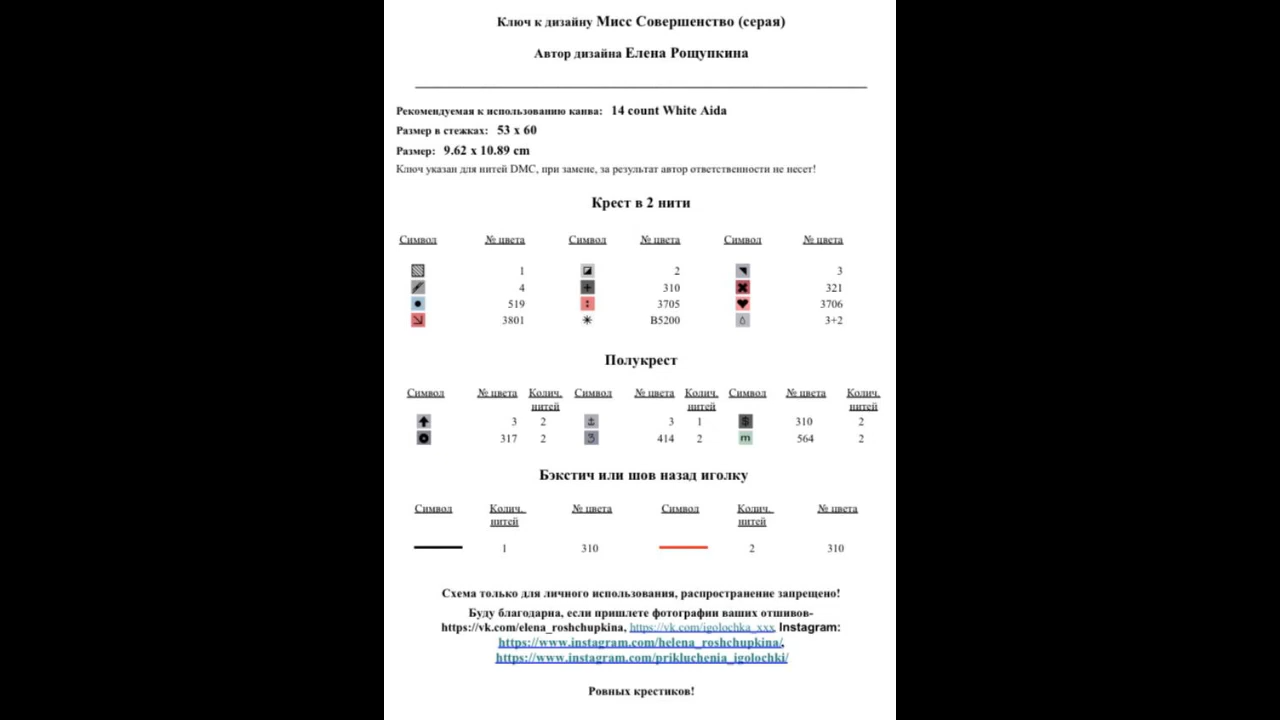 Ключ к дизайну Мисс Совершенство (серая)
Автор дизайна Елена Рощупкина
Рекомендуемая к использованию канва: 14 count White Aida
Размер в стежках: 53 x 60
Размер: 9.62 x 10.89 cm
Ключ указан для нитей DMC, при замене, за результат автор ответственности не несет!
Крест в 2 нити
Символ № цвета Символ № цвета Символ № цвета
1 2 3
4 310 321
519 3705 3706
3801 B5200 3+2
Полукрест
Символ № цвета Колич. нитей Символ № цвета Колич. нитей Символ № цвета Колич. нитей
3 2 3 1 $ 310 2
317 2 3 414 2 m 564 2
Бэкстич или шов назад иголку
Символ Колич. нитей № цвета Символ Колич. нитей № цвета
1 310 2 310
Схема только для личного использования, распространение запрещено!
Буду благодарна, если пришлете фотографии ваших отшивов-
https://vk.com/elena_roshchupkina, https://vk.com/igolochka_xxx Instagram:
https://www.instagram.com/helena_roshchupkina/,
https://www.instagram.com/prikluchenia_igolochki/
Ровных крестиков!